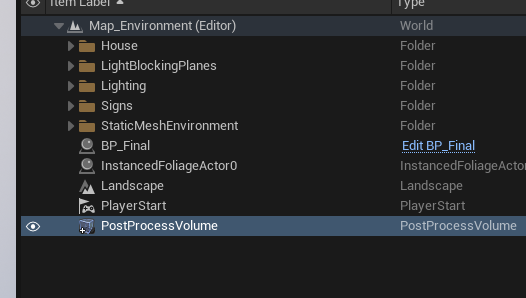 Item Label Type
Map_Environment (Editor) World
House Folder
LightBlockingPlanes Folder
Lighting Folder
Signs Folder
StaticMeshEnvironment Folder
BP_Final Edit BP_Final
InstancedFoliageActor0 InstancedFoliageActo
Landscape Landscape
PlayerStart PlayerStart
PostProcessVolume PostProcessVolume